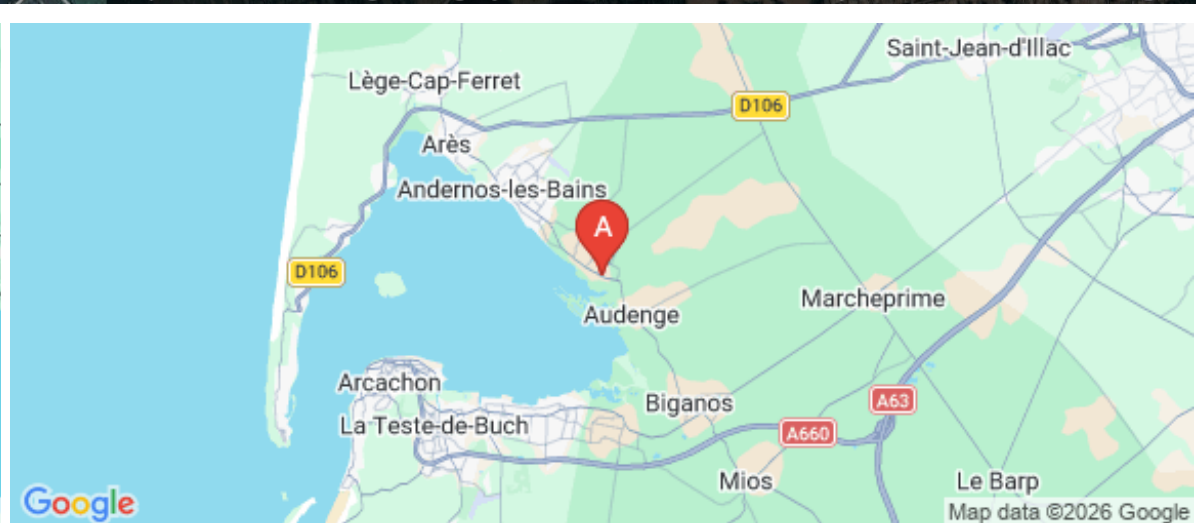 Saint-Jean-d'Illac
Lège-Cap-Ferret
D106
Arès
Andernos-les-Bains
A
D106
Marcheprime
Audenge
Arcachon
Biganos
A63
La Teste-de-Buch
A660
Mios
Le Barp
Google
Map data ©2026 Google